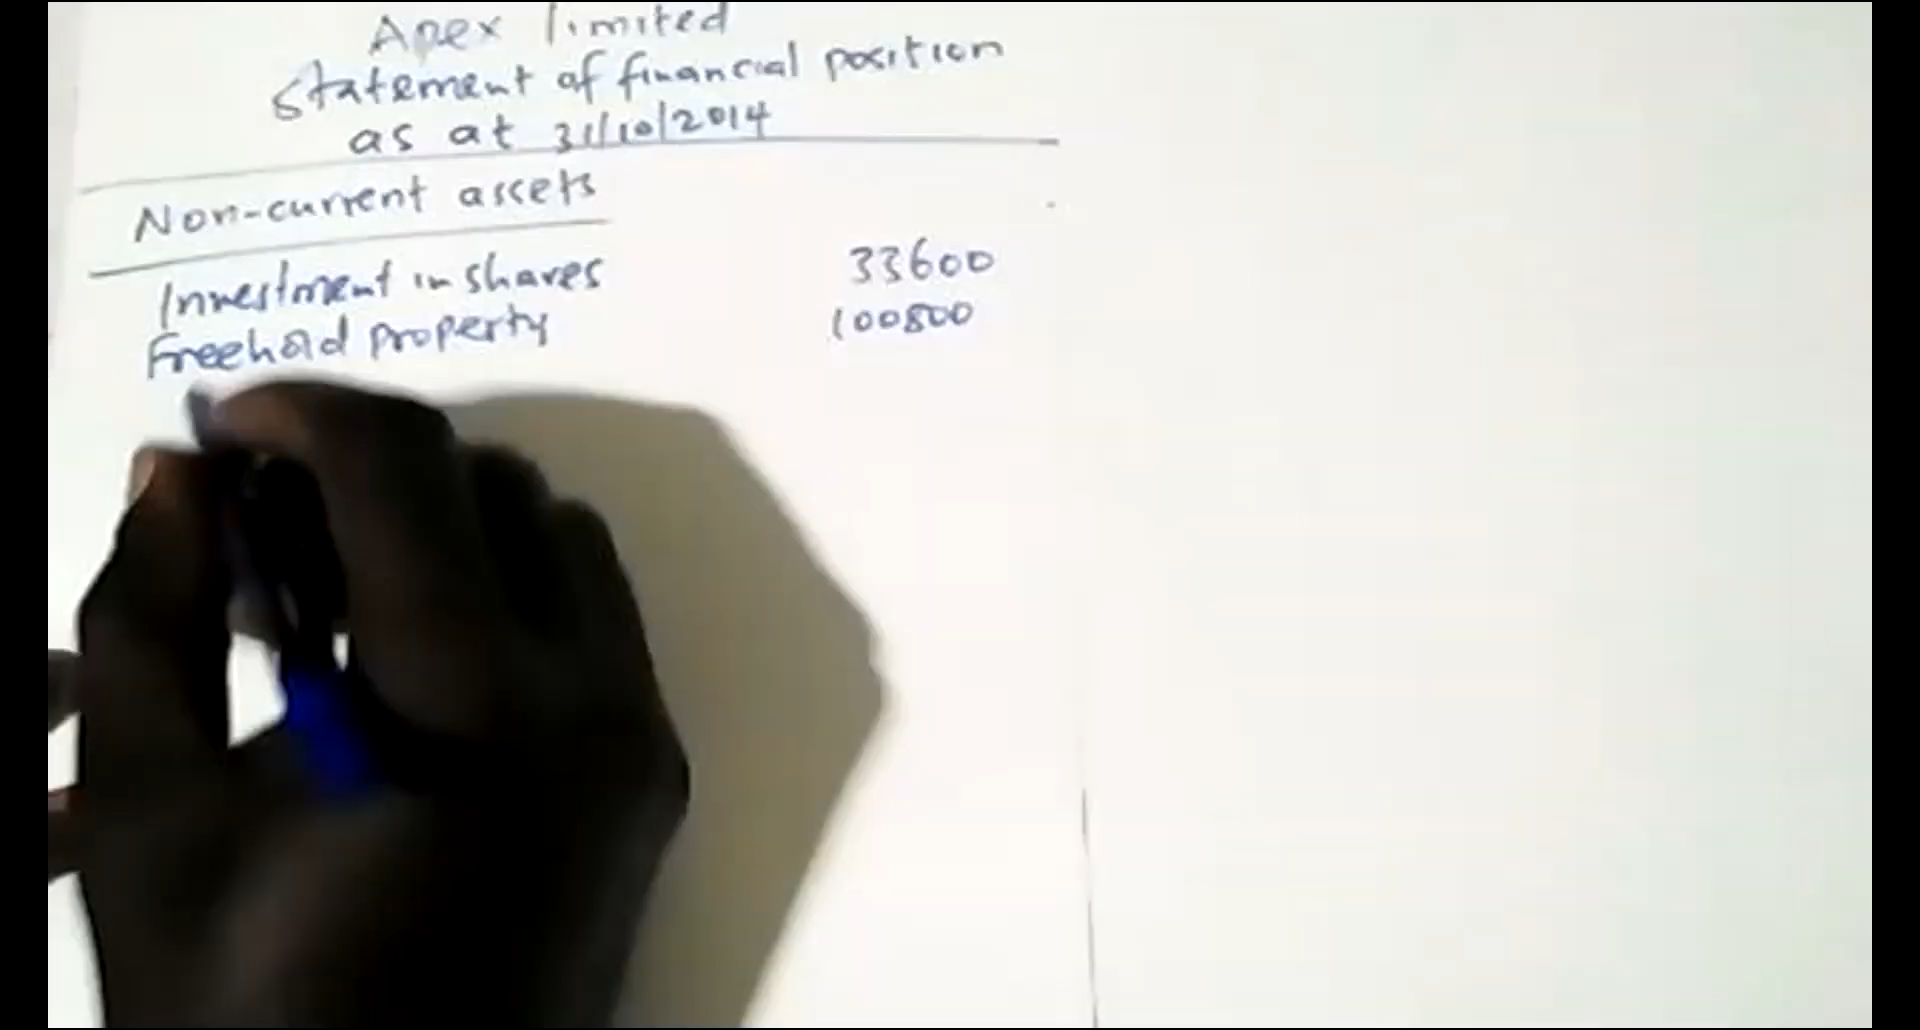 Apex limited
Statement of financial position
as at 31/10/2014
Non-current assets
Investment in shares 33600
Freehold property 100800